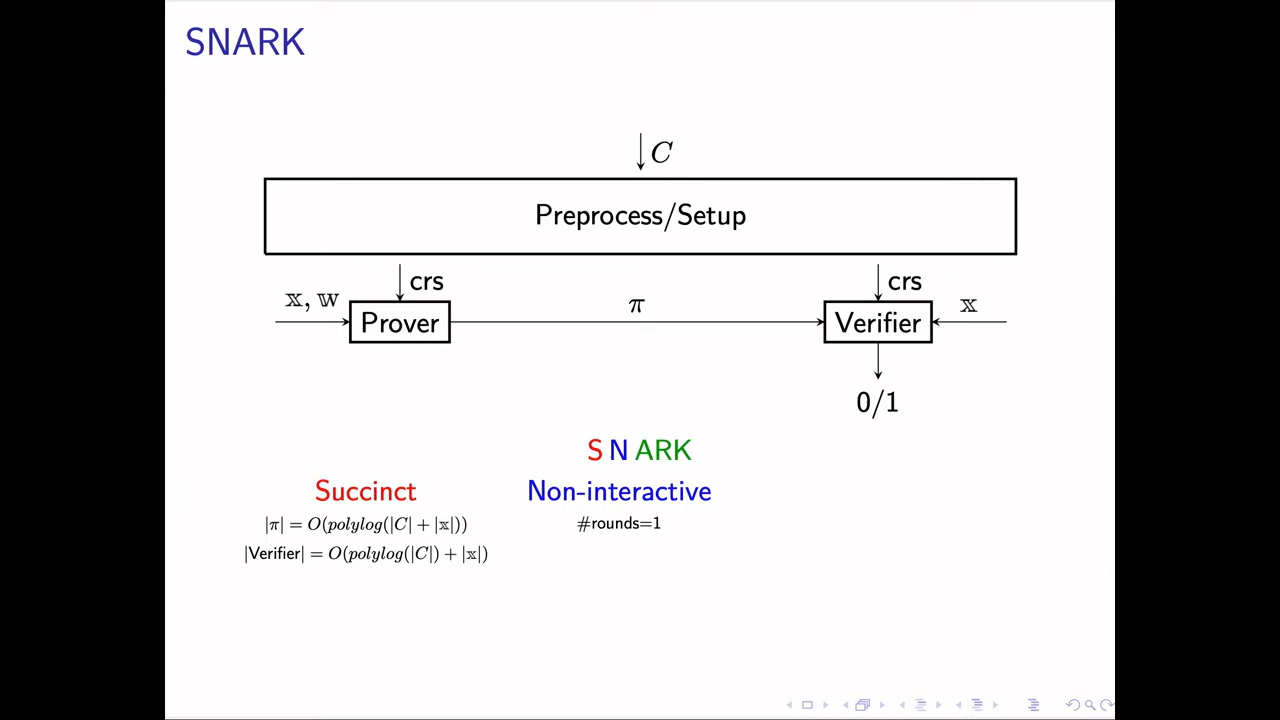 SNARK
C
Preprocess/Setup
crs
crs
𝕩, 𝕨
π
𝕩
Prover
Verifier
0/1
S N ARK
Succinct
Non-interactive
|π| = O(polylog(|C| + |𝕩|))
#rounds=1
|Verifier| = O(polylog(|C|) + |𝕩|)